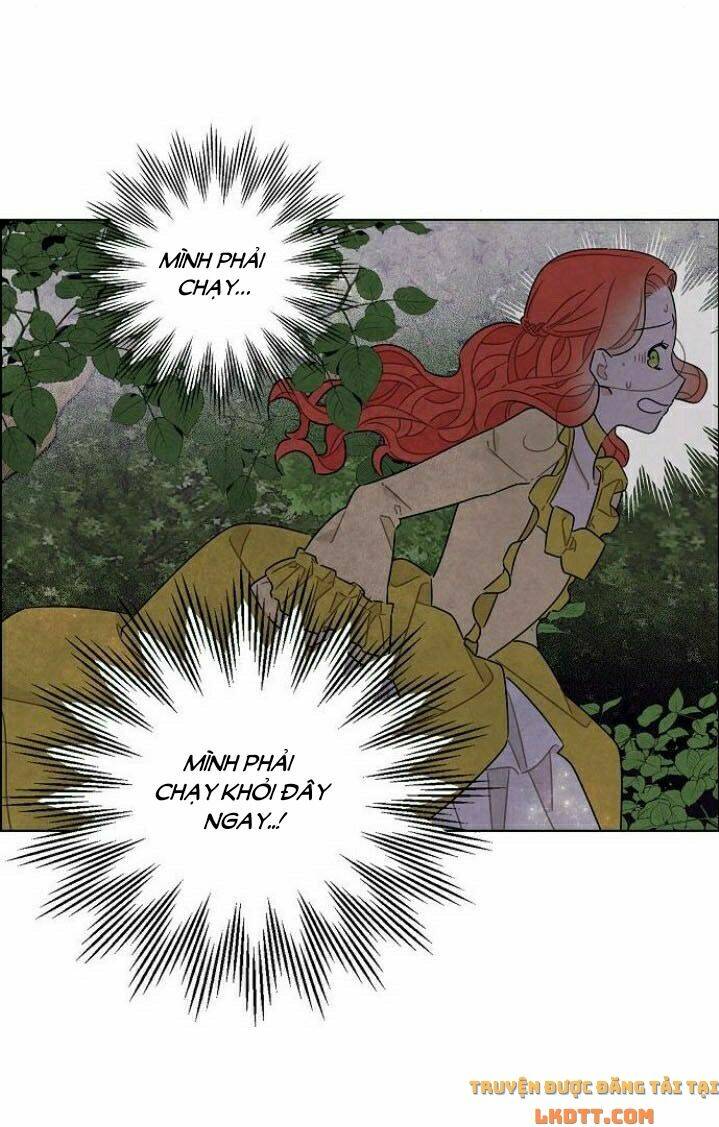 MÌNH PHẢI
CHẠY...
MÌNH PHẢI
CHẠY KHỎI ĐÂY
NGAY...!
TRUYỆN ĐƯỢC ĐĂNG TẢI TẠI
LKDTT.COM